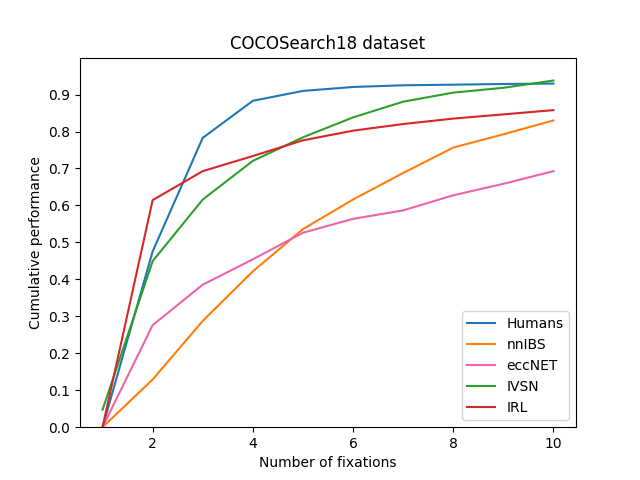 COCOSearch18 dataset
Cumulative performance
0.9
0.8
0.7
0.6
0.5
0.4
0.3
0.2
0.1
0.0
2
4
6
8
10
Number of fixations
Humans
nnIBS
eccNET
IVSN
IRL